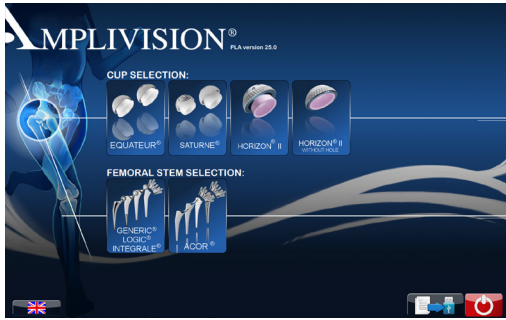 AMPLIVISION®
PLA version 25.0
CUP SELECTION:
EQUATEUR®
SATURNE®
HORIZON® II
HORIZON® II
WITHOUT HOLE
FEMORAL STEM SELECTION:
GENERIC®
LOGIC®
INTEGRALE®
ACOR®